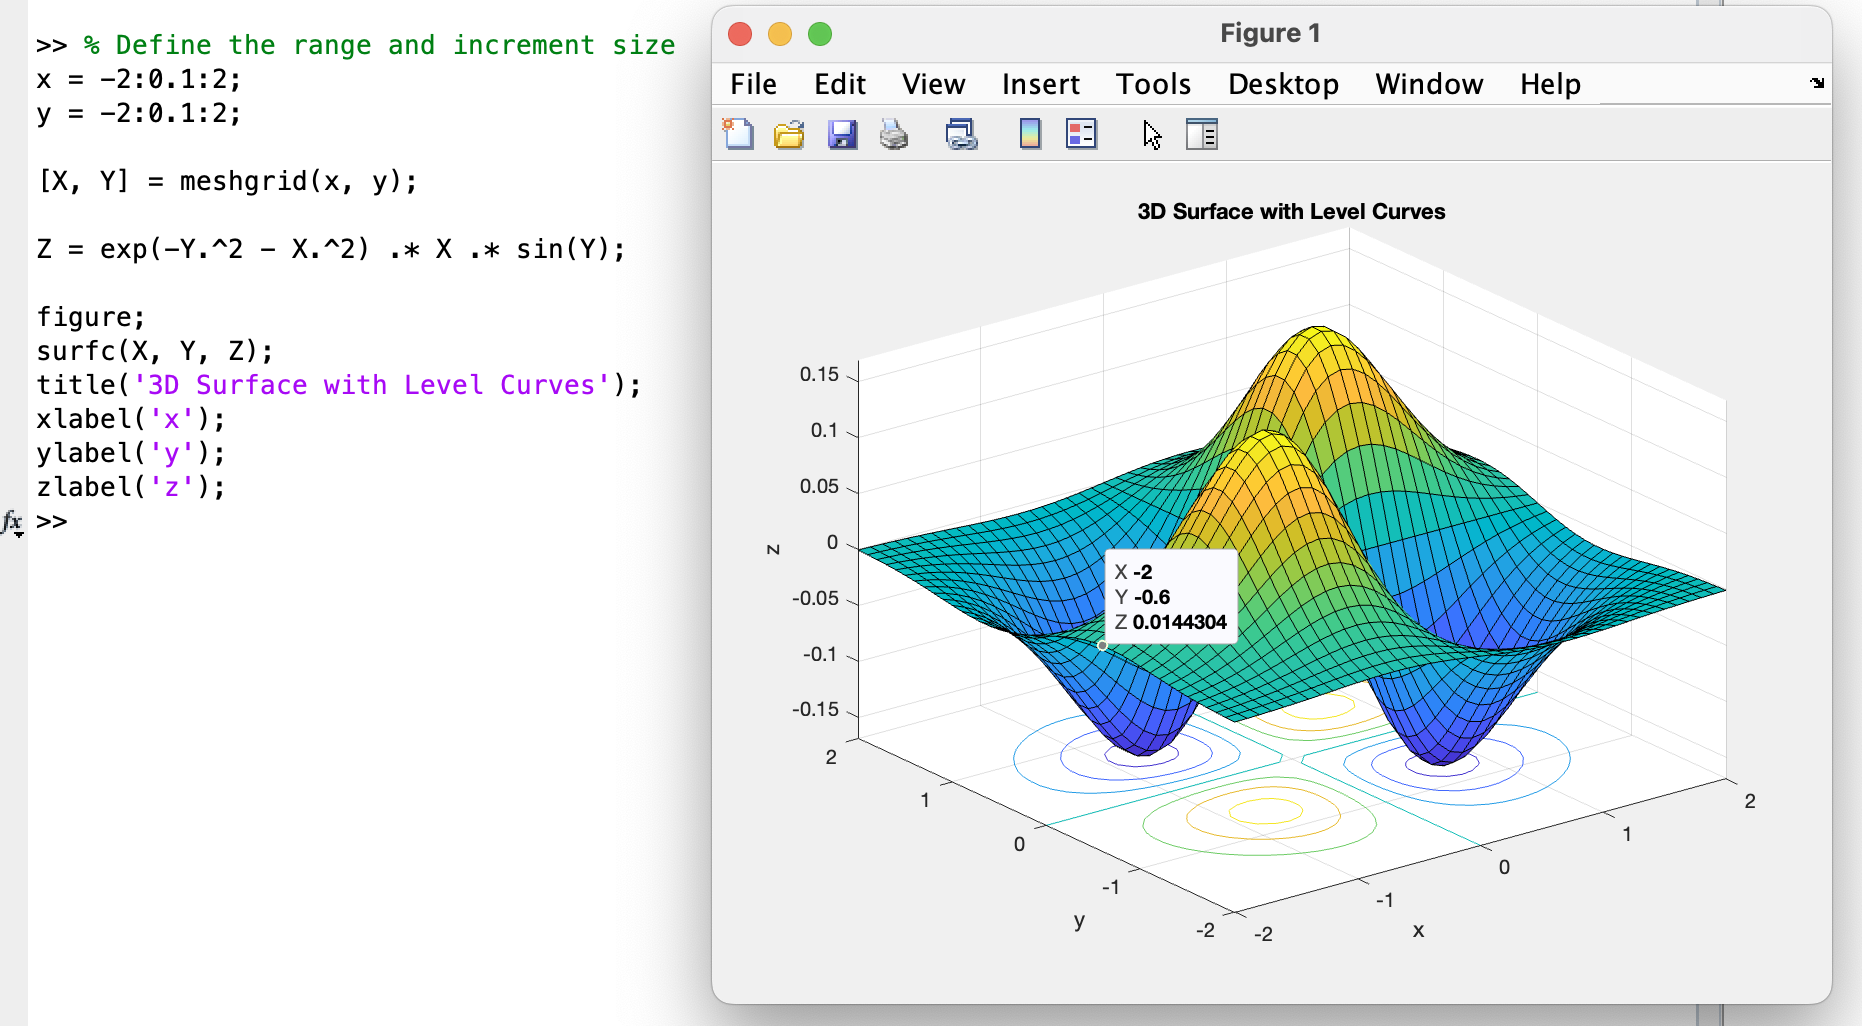 >> % Define the range and increment size
x = -2:0.1:2;
y = -2:0.1:2;
[X, Y] = meshgrid(x, y);
Z = exp(-Y.^2 - X.^2) .* X .* sin(Y);
figure;
surfc(X, Y, Z);
title('3D Surface with Level Curves');
xlabel('x');
ylabel('y');
zlabel('z');
fx >>
Figure 1
File Edit View Insert Tools Desktop Window Help
3D Surface with Level Curves
0.15
0.1
0.05
0
-0.05
-0.1
-0.15
z
X -2
Y -0.6
Z 0.0144304
2
1
0
-1
-2
y
-2
-1
0
1
2
x